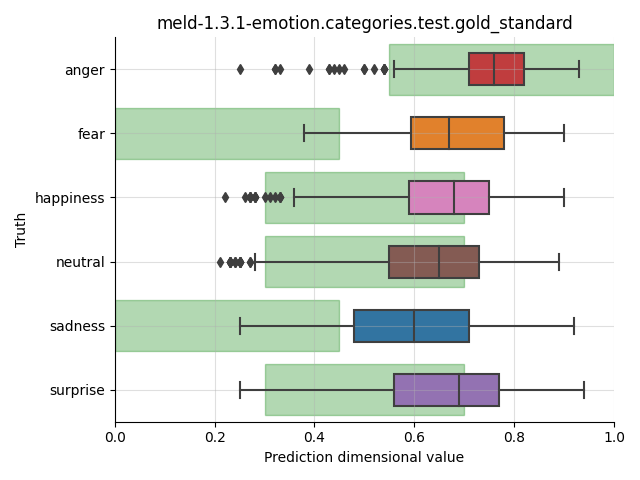 meld-1.3.1-emotion.categories.test.gold_standard
anger
fear
happiness
neutral
sadness
surprise
Truth
0.0 0.2 0.4 0.6 0.8 1.0
Prediction dimensional value